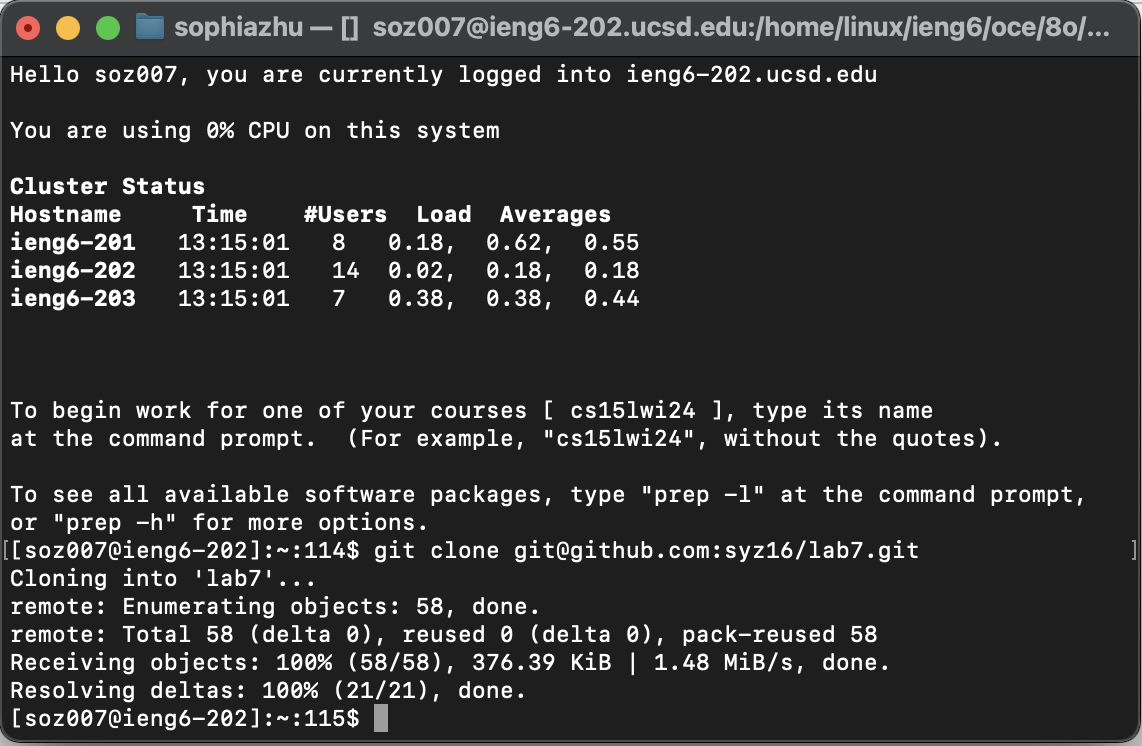 sophiazhu — [] soz007@ieng6-202.ucsd.edu:/home/linux/ieng6/oce/8o/...
Hello soz007, you are currently logged into ieng6-202.ucsd.edu
You are using 0% CPU on this system
Cluster Status
Hostname     Time    #Users  Load  Averages
ieng6-201   13:15:01   8   0.18,  0.62,  0.55
ieng6-202   13:15:01   14  0.02,  0.18,  0.18
ieng6-203   13:15:01   7   0.38,  0.38,  0.44
To begin work for one of your courses [ cs15lwi24 ], type its name
at the command prompt.  (For example, "cs15lwi24", without the quotes).
To see all available software packages, type "prep -l" at the command prompt,
or "prep -h" for more options.
[[soz007@ieng6-202]:~:114$ git clone git@github.com:syz16/lab7.git ]
Cloning into 'lab7'...
remote: Enumerating objects: 58, done.
remote: Total 58 (delta 0), reused 0 (delta 0), pack-reused 58
Receiving objects: 100% (58/58), 376.39 KiB | 1.48 MiB/s, done.
Resolving deltas: 100% (21/21), done.
[soz007@ieng6-202]:~:115$